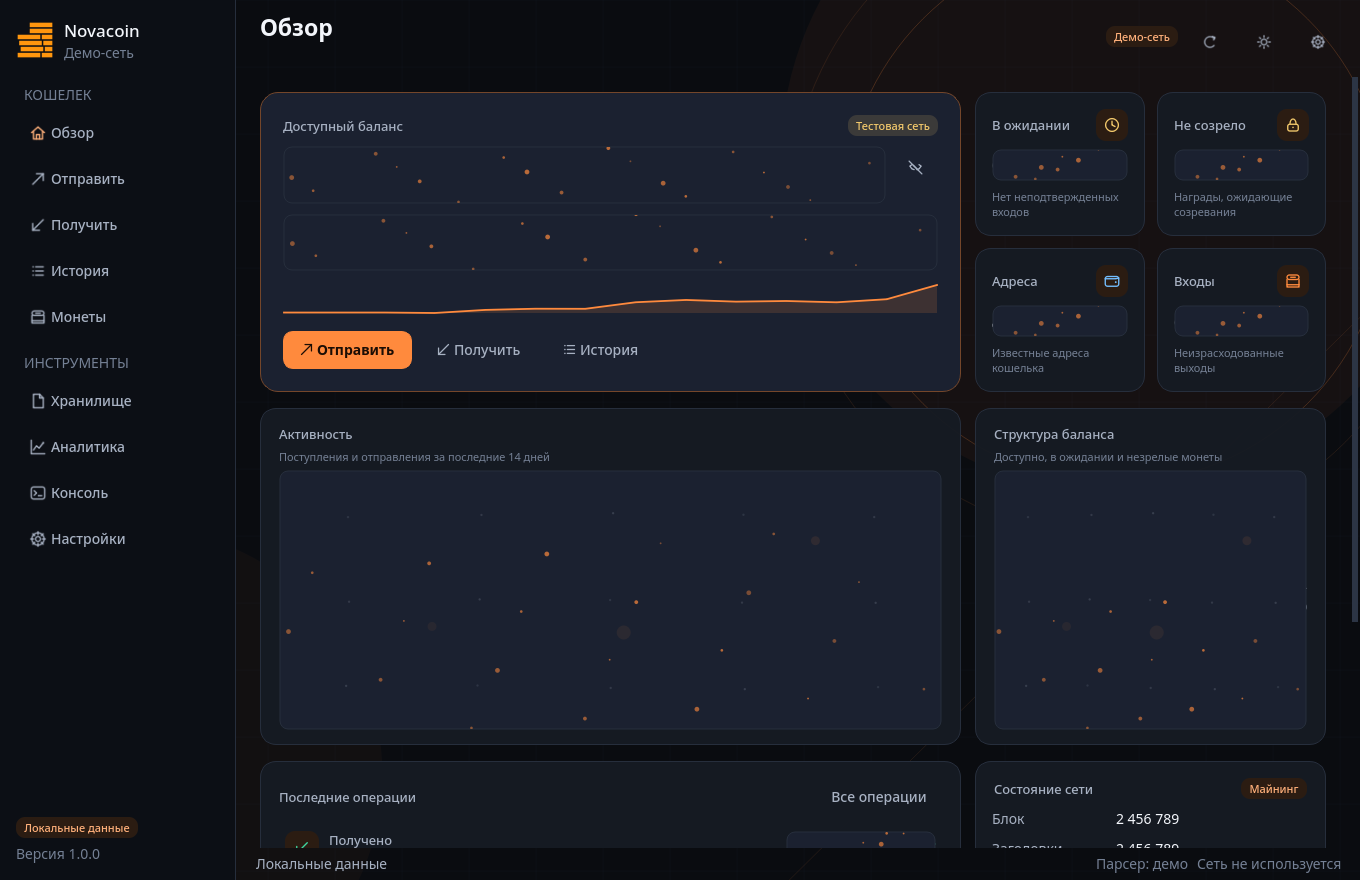 Novacoin
Демо-сеть
КОШЕЛЕК
Обзор
Отправить
Получить
История
Монеты
ИНСТРУМЕНТЫ
Хранилище
Аналитика
Консоль
Настройки
Локальные данные
Версия 1.0.0
Обзор
Демо-сеть
Доступный баланс
Тестовая сеть
Отправить
Получить
История
В ожидании
Нет неподтвержденных
входов
Не созрело
Награды, ожидающие
созревания
Адреса
Известные адреса
кошелька
Входы
Неизрасходованные
выходы
Активность
Поступления и отправления за последние 14 дней
Структура баланса
Доступно, в ожидании и незрелые монеты
Последние операции
Все операции
Получено
Состояние сети
Майнинг
Блок 2 456 789
Заголовки 2 456 789
Локальные данные
Парсер: демо Сеть не используется